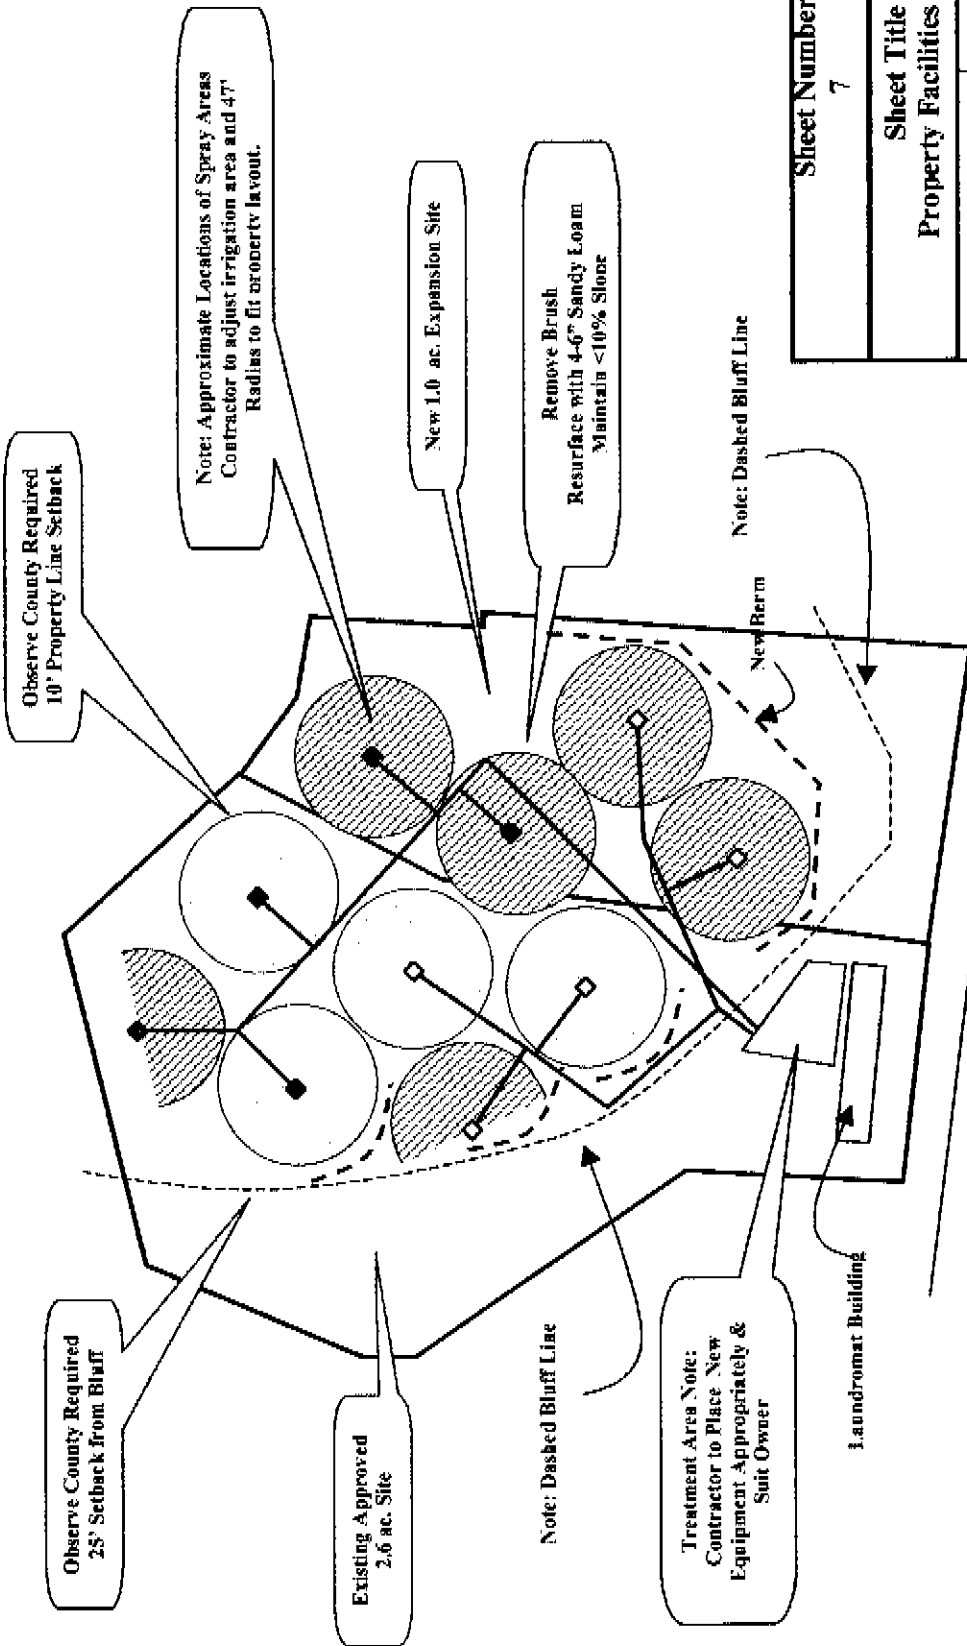 Observe County Required
25' Setback from Bluff
Existing Approved
2.6 ac. Site
Note: Dashed Bluff Line
Treatment Area Note:
Contractor to Place New
Equipment Appropriately &
Suit Owner
Laundromat Building
Observe County Required
10' Property Line Setback
Note: Approximate Locations of Spray Areas
Contractor to adjust irrigation area and 47'
Radius to fit property layout.
New 1.0 ac. Expansion Site
Remove Brush
Resurface with 4-6" Sandy Loam
Maintain <10% Slope
Note: Dashed Bluff Line
New Berm
Sheet Number
7
Sheet Title
Property Facilities